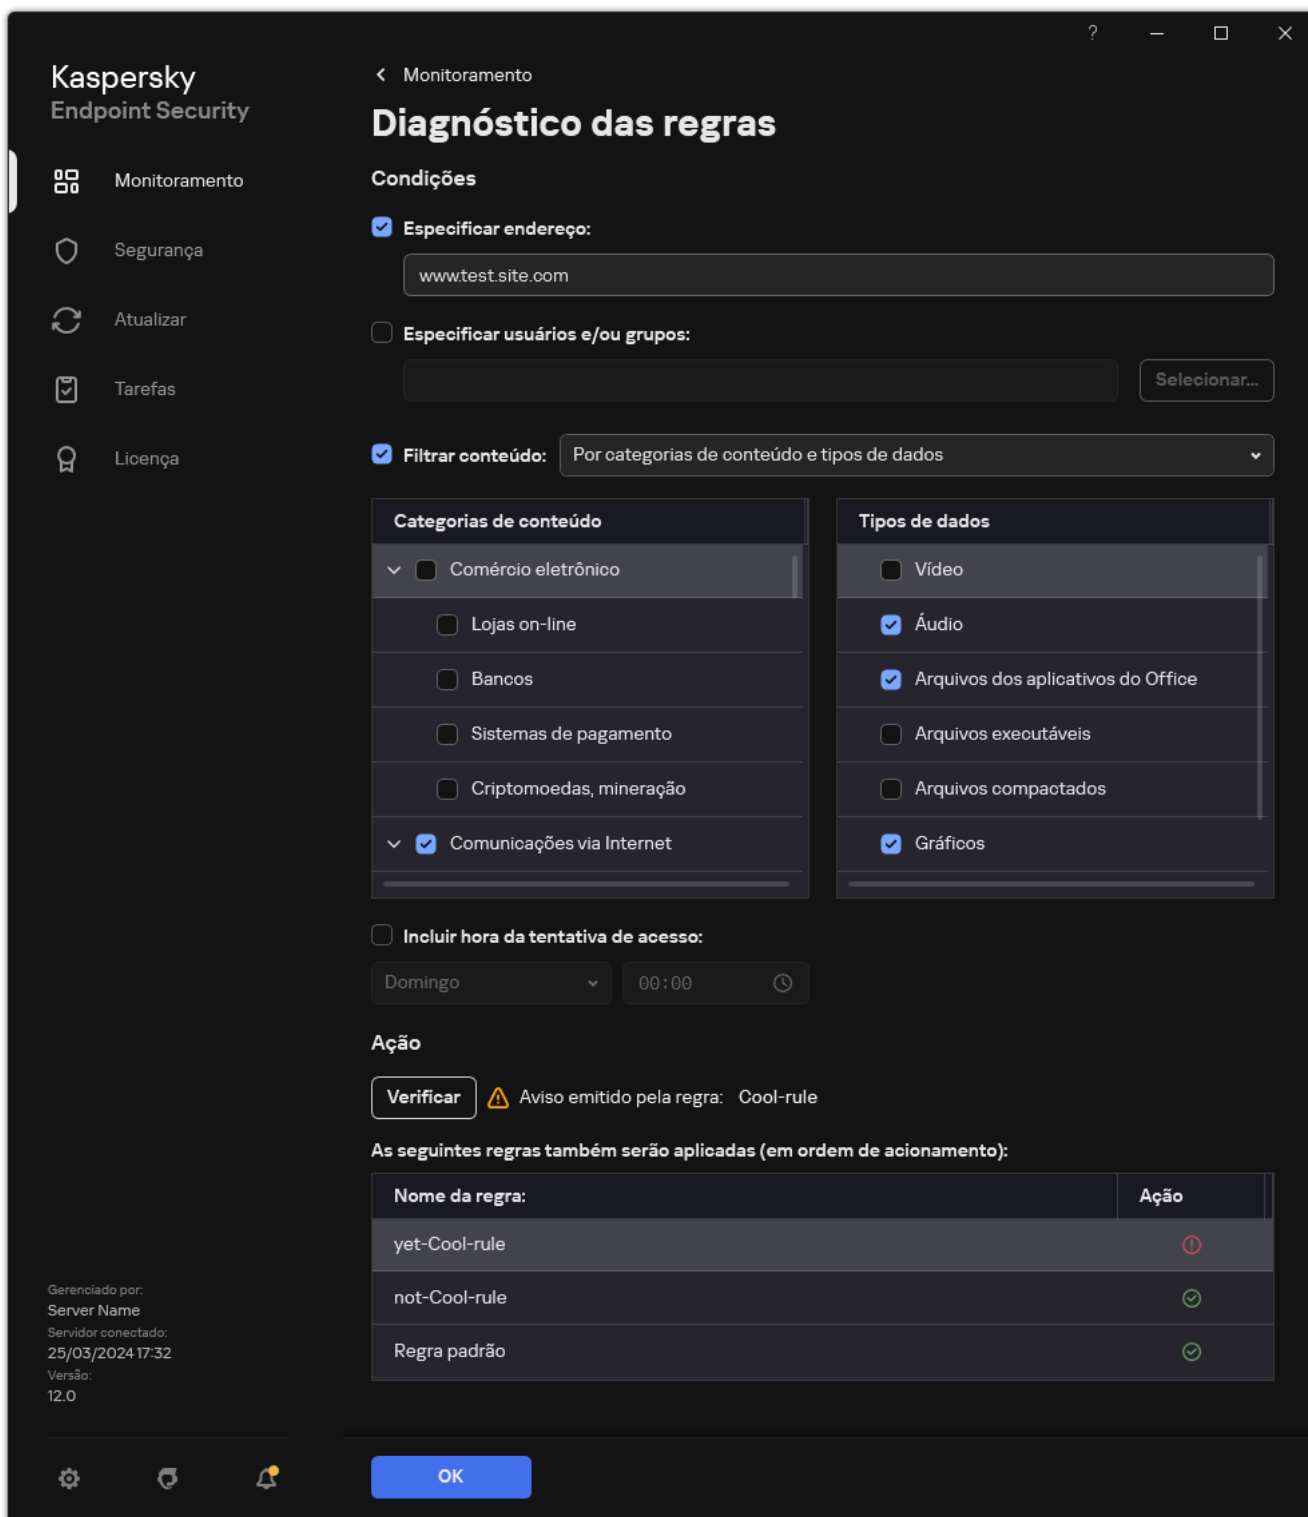 ?
Kaspersky
Endpoint Security
Monitoramento
Segurança
Atualizar
Tarefas
Licença
Gerenciado por:
Server Name
Servidor conectado:
25/03/2024 17:32
Versão:
12.0
Monitoramento
Diagnóstico das regras
Condições
Especificar endereço:
www.test.site.com
Especificar usuários e/ou grupos:
Selecionar...
Filtrar conteúdo: Por categorias de conteúdo e tipos de dados
Categorias de conteúdo
Comércio eletrônico
Lojas on-line
Bancos
Sistemas de pagamento
Criptomoedas, mineração
Comunicações via Internet
Tipos de dados
Vídeo
Áudio
Arquivos dos aplicativos do Office
Arquivos executáveis
Arquivos compactados
Gráficos
Incluir hora da tentativa de acesso:
Domingo 00:00
Ação
Verificar Aviso emitido pela regra: Cool-rule
As seguintes regras também serão aplicadas (em ordem de acionamento):
Nome da regra: Ação
yet-Cool-rule
not-Cool-rule
Regra padrão
OK